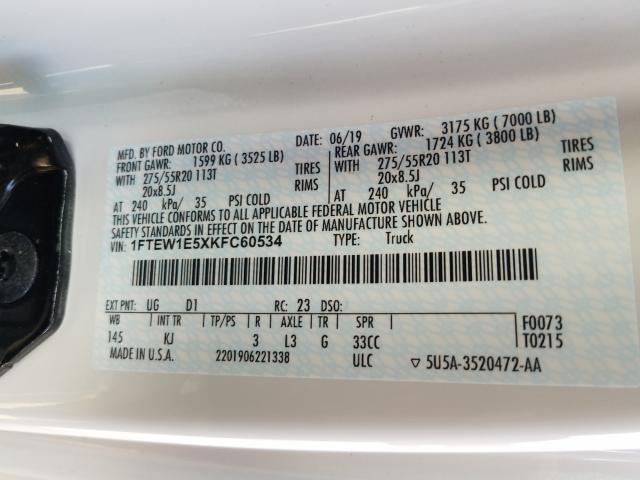 MFD. BY FORD MOTOR CO. DATE: 06/19 GVWR: 3175 KG ( 7000 LB)
FRONT GAWR: 1599 KG ( 3525 LB) REAR GAWR: 1724 KG ( 3800 LB)
WITH 275/55R20 113T TIRES WITH 275/55R20 113T TIRES
20x8.5J RIMS 20x8.5J RIMS
AT 240 kPa/ 35 PSI COLD AT 240 kPa/ 35 PSI COLD
THIS VEHICLE CONFORMS TO ALL APPLICABLE FEDERAL MOTOR VEHICLE
SAFETY STANDARDS IN EFFECT ON THE DATE OF MANUFACTURE SHOWN ABOVE.
VIN: 1FTEW1E5XKFC60534 TYPE: Truck
EXT PNT: UG D1 RC: 23 DSO:
WB INT TR TP/PS R AXLE TR SPR F0073
145 KJ 3 L3 G 33CC T0215
MADE IN U.S.A. 2201906221338 ULC ▽ 5U5A-3520472-AA